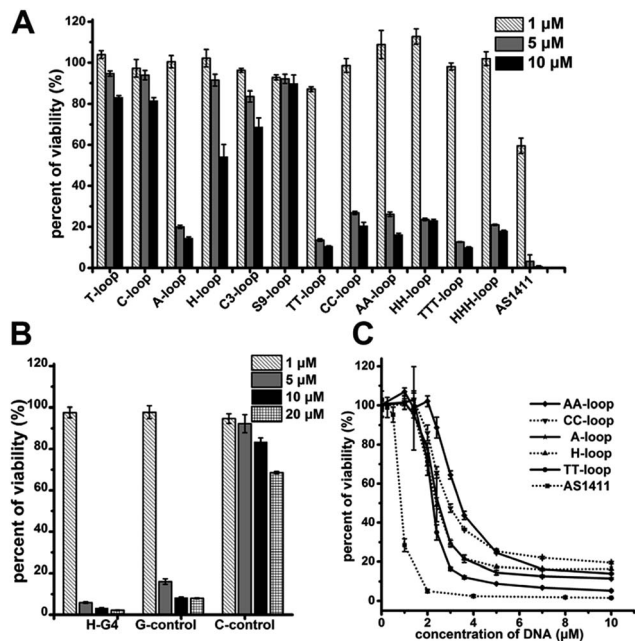 A
1 µM
5 µM
10 µM
percent of viability (%)
120
100
80
60
40
20
0
T-loop
C-loop
A-loop
H-loop
C3-loop
S9-loop
TT-loop
CC-loop
AA-loop
HH-loop
TTT-loop
HHH-loop
AS1411
B
1 µM
5 µM
10 µM
20 µM
percent of viability (%)
120
100
80
60
40
20
0
H-G4
G-control
C-control
C
AA-loop
CC-loop
A-loop
H-loop
TT-loop
AS1411
percent of viability (%)
120
100
80
60
40
20
0
0 2 4 6 8 10
concentration of DNA (µM)